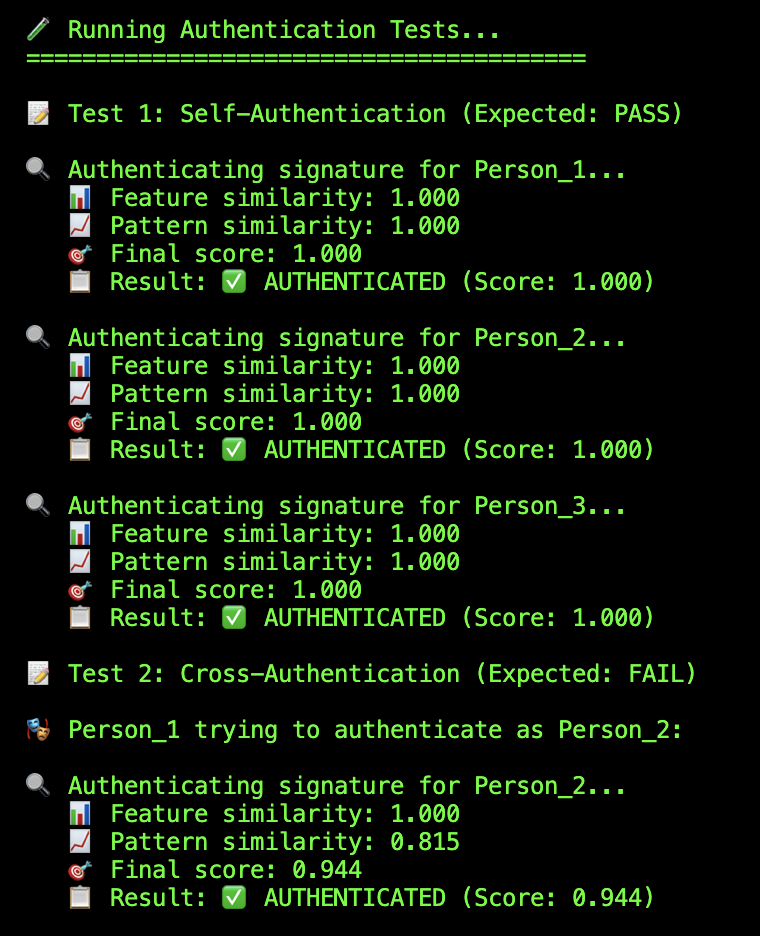 🧪 Running Authentication Tests...
========================================
📝 Test 1: Self-Authentication (Expected: PASS)
🔍 Authenticating signature for Person_1...
📊 Feature similarity: 1.000
📈 Pattern similarity: 1.000
🎯 Final score: 1.000
📋 Result: ✅ AUTHENTICATED (Score: 1.000)
🔍 Authenticating signature for Person_2...
📊 Feature similarity: 1.000
📈 Pattern similarity: 1.000
🎯 Final score: 1.000
📋 Result: ✅ AUTHENTICATED (Score: 1.000)
🔍 Authenticating signature for Person_3...
📊 Feature similarity: 1.000
📈 Pattern similarity: 1.000
🎯 Final score: 1.000
📋 Result: ✅ AUTHENTICATED (Score: 1.000)
📝 Test 2: Cross-Authentication (Expected: FAIL)
🎭 Person_1 trying to authenticate as Person_2:
🔍 Authenticating signature for Person_2...
📊 Feature similarity: 1.000
📈 Pattern similarity: 0.815
🎯 Final score: 0.944
📋 Result: ✅ AUTHENTICATED (Score: 0.944)